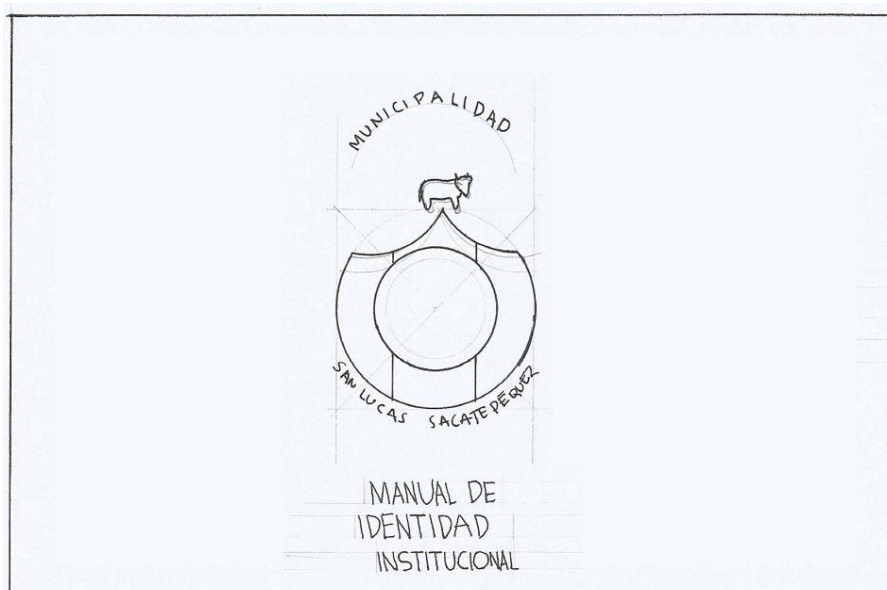 MUNICIPALIDAD
SAN LUCAS SACATEPÉQUEZ
MANUAL DE
IDENTIDAD
INSTITUCIONAL